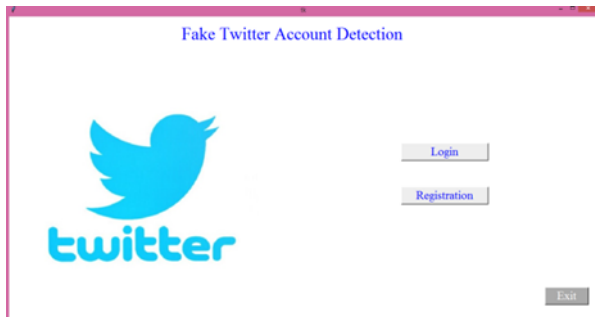 Fake Twitter Account Detection
Login
Registration
twitter
Exit